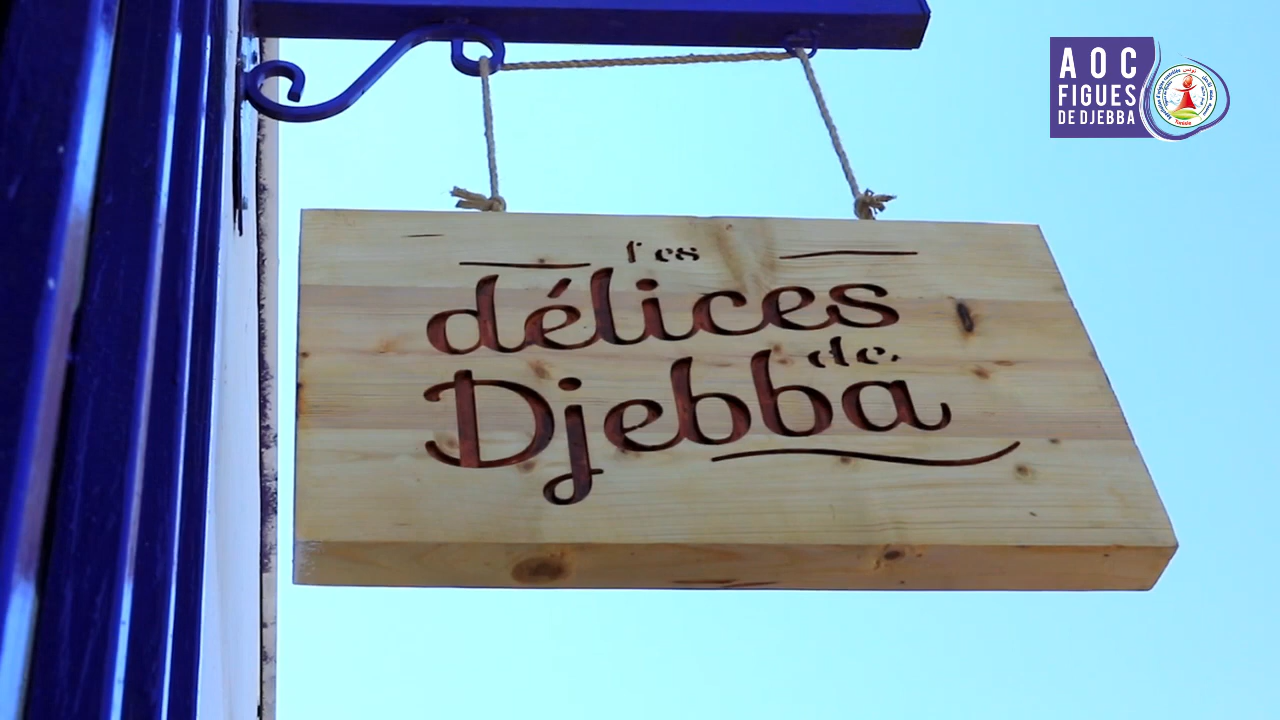 Les
délices
de
Djebba
AOC
FIGUES
DE DJEBBA